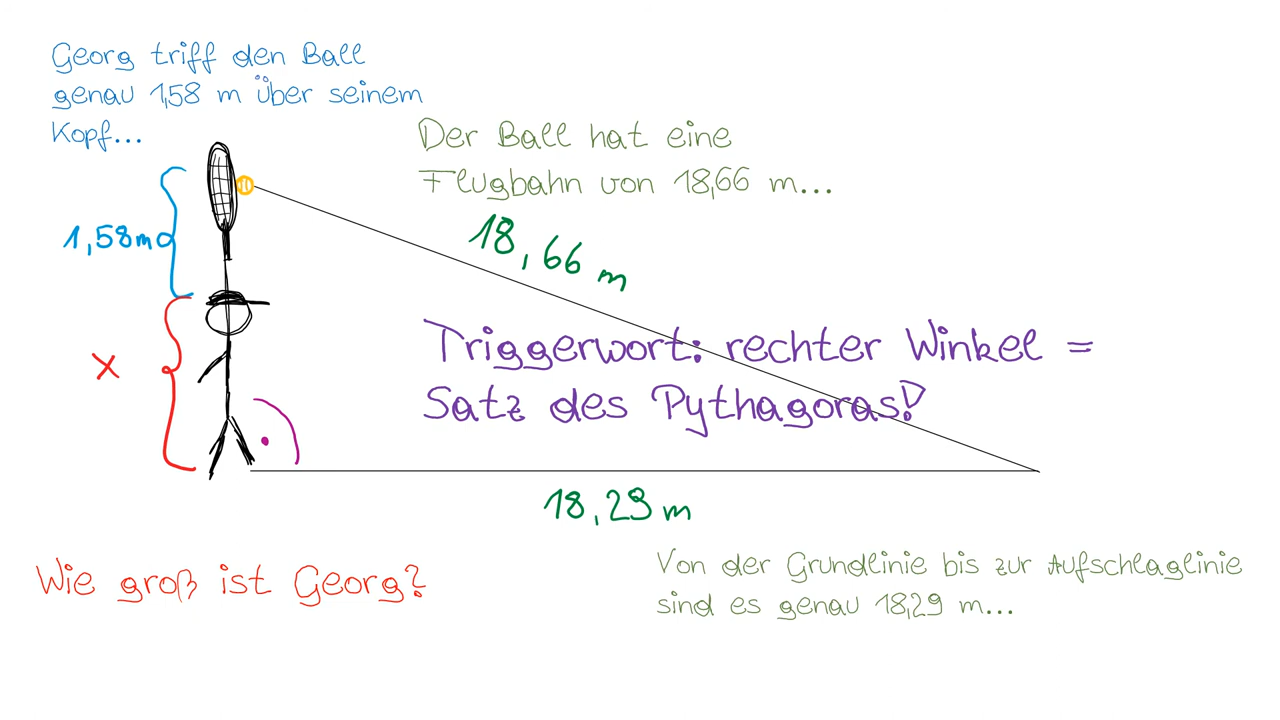 Georg triff den Ball
genau 1,58 m über seinem
Kopf...
Der Ball hat eine
Flugbahn von 18,66 m...
18,66 m
1,58m
Triggerwort: rechter Winkel =
Satz des Pythagoras!
x
18,29 m
Wie groß ist Georg?
Von der Grundlinie bis zur Aufschlaglinie
sind es genau 18,29 m...